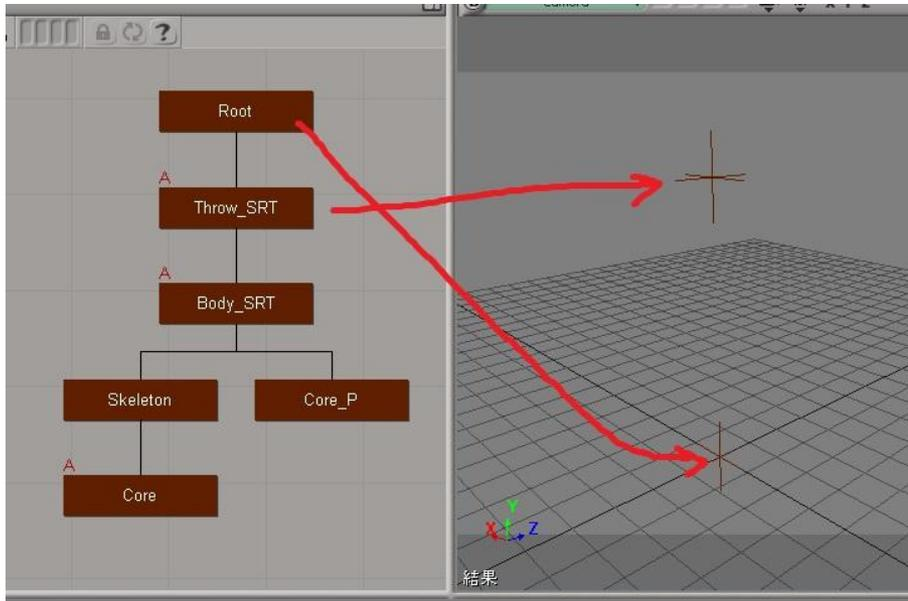 Root
A
Throw_SRT
A
Body_SRT
Skeleton
Core_P
A
Core
Y
X
Z
結果